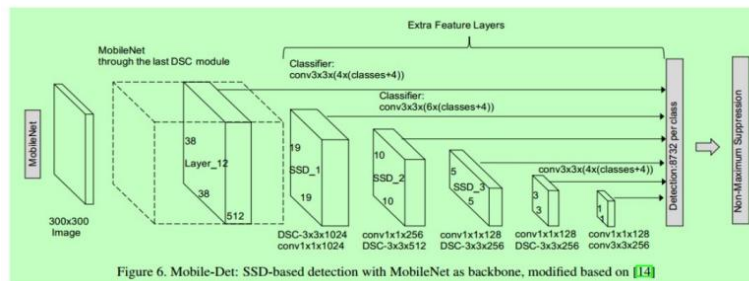 Extra Feature Layers
MobileNet
through the last DSC module
Classifier:
conv3x3x(4x(classes+4))
Classifier:
conv3x3x(6x(classes+4))
MobileNet
38
Layer_12
38
512
19
SSD_1
19
10
SSD_2
10
5
SSD_3
5
conv3x3x(4x(classes+4))
3
3
1
1
Detection:8732 per class
Non-Maximum Suppression
300x300
Image
DSC-3x3x1024
conv1x1x1024
conv1x1x256
DSC-3x3x512
conv1x1x128
DSC-3x3x256
conv1x1x128
DSC-3x3x256
conv1x1x128
conv3x3x256
Figure 6. Mobile-Det: SSD-based detection with MobileNet as backbone, modified based on [14]